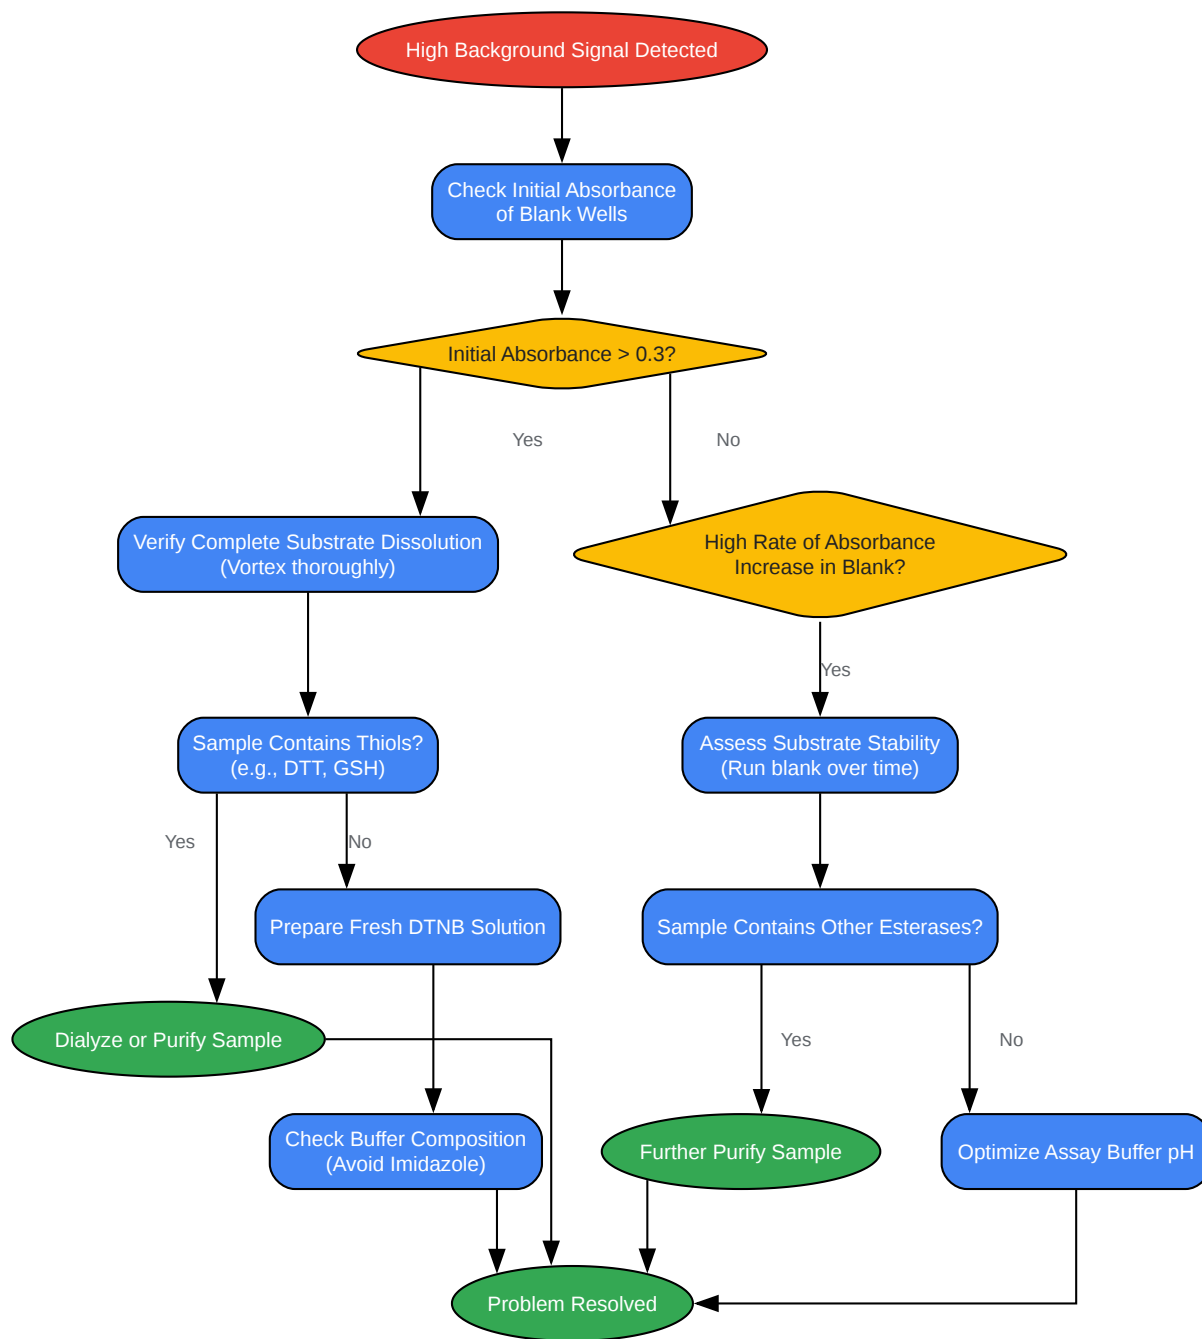 High Background Signal Detected
Check Initial Absorbance
of Blank Wells
Initial Absorbance > 0.3?
Yes
No
Verify Complete Substrate Dissolution
(Vortex thoroughly)
High Rate of Absorbance
Increase in Blank?
Yes
Sample Contains Thiols?
(e.g., DTT, GSH)
Assess Substrate Stability
(Run blank over time)
Yes
No
Prepare Fresh DTNB Solution
Sample Contains Other Esterases?
Dialyze or Purify Sample
Yes
No
Check Buffer Composition
(Avoid Imidazole)
Further Purify Sample
Optimize Assay Buffer pH
Problem Resolved